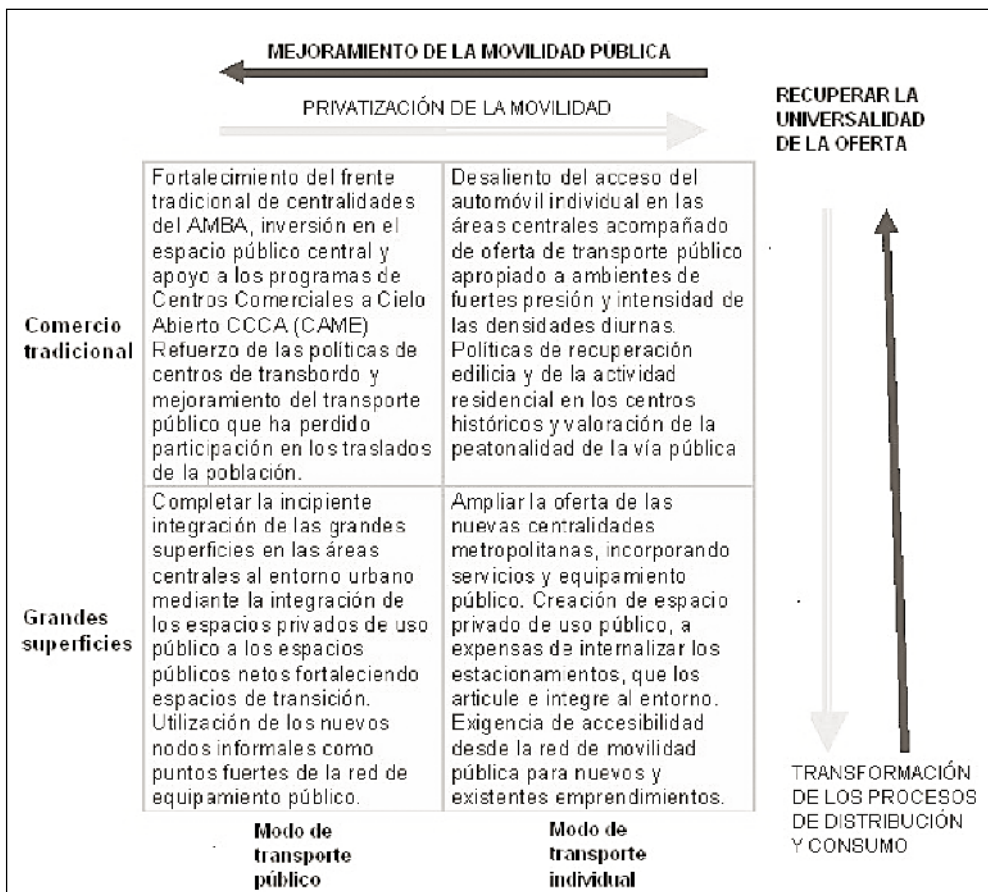 MEJORAMIENTO DE LA MOVILIDAD PÚBLICA
PRIVATIZACIÓN DE LA MOVILIDAD
RECUPERAR LA
UNIVERSALIDAD
DE LA OFERTA
Comercio
tradicional
Fortalecimiento del frente
tradicional de centralidades
del AMBA, inversión en el
espacio público central y
apoyo a los programas de
Centros Comerciales a Cielo
Abierto CCCA (CAME)
Refuerzo de las políticas de
centros de transbordo y
mejoramiento del transporte
público que ha perdido
participación en los traslados
de la población.
Desaliento del acceso del
automóvil individual en las
áreas centrales acompañado
de oferta de transporte público
apropiado a ambientes de
fuertes presión y intensidad de
las densidades diurnas.
Políticas de recuperación
edilicia y de la actividad
residencial en los centros
históricos y valoración de la
peatonalidad de la vía pública
Grandes
superficies
Completar la incipiente
integración de las grandes
superficies en las áreas
centrales al entorno urbano
mediante la integración de
los espacios privados de uso
público a los espacios
públicos netos fortaleciendo
espacios de transición.
Utilización de los nuevos
nodos informales como
puntos fuertes de la red de
equipamiento público.
Ampliar la oferta de las
nuevas centralidades
metropolitanas, incorporando
servicios y equipamiento
público. Creación de espacio
privado de uso público, a
expensas de internalizar los
estacionamientos, que los
articule e integre al entorno.
Exigencia de accesibilidad
desde la red de movilidad
pública para nuevos y
existentes emprendimientos.
TRANSFORMACIÓN
DE LOS PROCESOS
DE DISTRIBUCIÓN
Y CONSUMO
Modo de
transporte
público
Modo de
transporte
individual